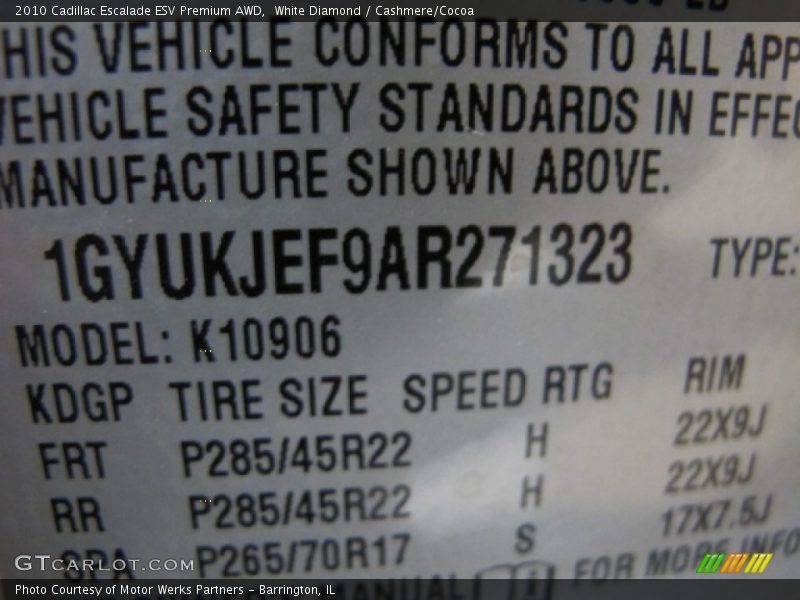 2010 Cadillac Escalade ESV Premium AWD,  White Diamond / Cashmere/Cocoa
HIS VEHICLE CONFORMS TO ALL APP
VEHICLE SAFETY STANDARDS IN EFFEC
MANUFACTURE SHOWN ABOVE.
1GYUKJEF9AR271323 TYPE:
MODEL: K10906
KDGP TIRE SIZE SPEED RTG RIM
FRT P285/45R22 H 22X9J
RR P285/45R22 H 22X9J
SPA P265/70R17 S 17X7.5J
MANUAL FOR MORE INFO
GTCARLOT.COM
Photo Courtesy of Motor Werks Partners - Barrington, IL